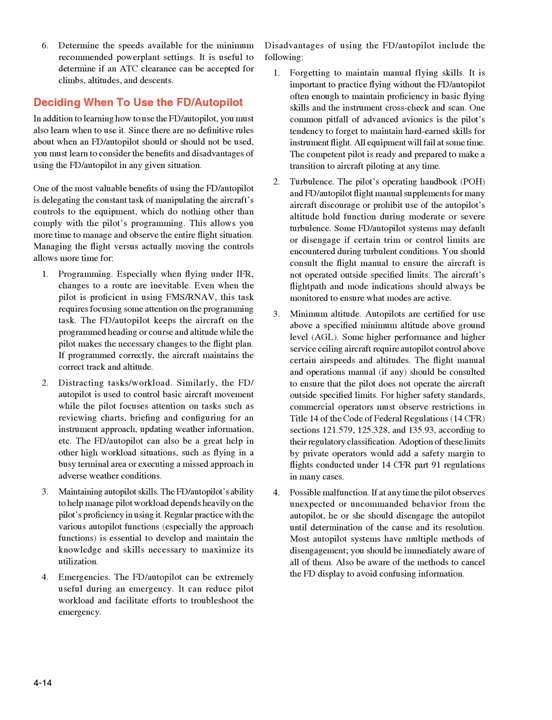 6. Determine the speeds available for the minimum
recommended powerplant settings. It is useful to
determine if an ATC clearance can be accepted for
climbs, altitudes, and descents.
Deciding When To Use the FD/Autopilot
In addition to learning how to use the FD/autopilot, you must
also learn when to use it. Since there are no definitive rules
about when an FD/autopilot should or should not be used,
you must learn to consider the benefits and disadvantages of
using the FD/autopilot in any given situation.
One of the most valuable benefits of using the FD/autopilot
is delegating the constant task of manipulating the aircraft’s
controls to the equipment, which do nothing other than
comply with the pilot’s programming. This allows you
more time to manage and observe the entire flight situation.
Managing the flight versus actually moving the controls
allows more time for:
1. Programming. Especially when flying under IFR,
changes to a route are inevitable. Even when the
pilot is proficient in using FMS/RNAV, this task
requires focusing some attention on the programming
task. The FD/autopilot keeps the aircraft on the
programmed heading or course and altitude while the
pilot makes the necessary changes to the flight plan.
If programmed correctly, the aircraft maintains the
correct track and altitude.
2. Distracting tasks/workload. Similarly, the FD/
autopilot is used to control basic aircraft movement
while the pilot focuses attention on tasks such as
reviewing charts, briefing and configuring for an
instrument approach, updating weather information,
etc. The FD/autopilot can also be a great help in
other high workload situations, such as flying in a
busy terminal area or executing a missed approach in
adverse weather conditions.
3. Maintaining autopilot skills. The FD/autopilot’s ability
to help manage pilot workload depends heavily on the
pilot’s proficiency in using it. Regular practice with the
various autopilot functions (especially the approach
functions) is essential to develop and maintain the
knowledge and skills necessary to maximize its
utilization.
4. Emergencies. The FD/autopilot can be extremely
useful during an emergency. It can reduce pilot
workload and facilitate efforts to troubleshoot the
emergency.
Disadvantages of using the FD/autopilot include the
following:
1. Forgetting to maintain manual flying skills. It is
important to practice flying without the FD/autopilot
often enough to maintain proficiency in basic flying
skills and the instrument cross-check and scan. One
common pitfall of advanced avionics is the pilot’s
tendency to forget to maintain hard-earned skills for
instrument flight. All equipment will fail at some time.
The competent pilot is ready and prepared to make a
transition to aircraft piloting at any time.
2. Turbulence. The pilot’s operating handbook (POH)
and FD/autopilot flight manual supplements for many
aircraft discourage or prohibit use of the autopilot’s
altitude hold function during moderate or severe
turbulence. Some FD/autopilot systems may default
or disengage if certain trim or control limits are
encountered during turbulent conditions. You should
consult the flight manual to ensure the aircraft is
not operated outside specified limits. The aircraft’s
flightpath and mode indications should always be
monitored to ensure what modes are active.
3. Minimum altitude. Autopilots are certified for use
above a specified minimum altitude above ground
level (AGL). Some higher performance and higher
service ceiling aircraft require autopilot control above
certain airspeeds and altitudes. The flight manual
and operations manual (if any) should be consulted
to ensure that the pilot does not operate the aircraft
outside specified limits. For higher safety standards,
commercial operators must observe restrictions in
Title 14 of the Code of Federal Regulations (14 CFR)
sections 121.579, 125.328, and 135.93, according to
their regulatory classification. Adoption of these limits
by private operators would add a safety margin to
flights conducted under 14 CFR part 91 regulations
in many cases.
4. Possible malfunction. If at any time the pilot observes
unexpected or uncommanded behavior from the
autopilot, he or she should disengage the autopilot
until determination of the cause and its resolution.
Most autopilot systems have multiple methods of
disengagement; you should be immediately aware of
all of them. Also be aware of the methods to cancel
the FD display to avoid confusing information.
4-14